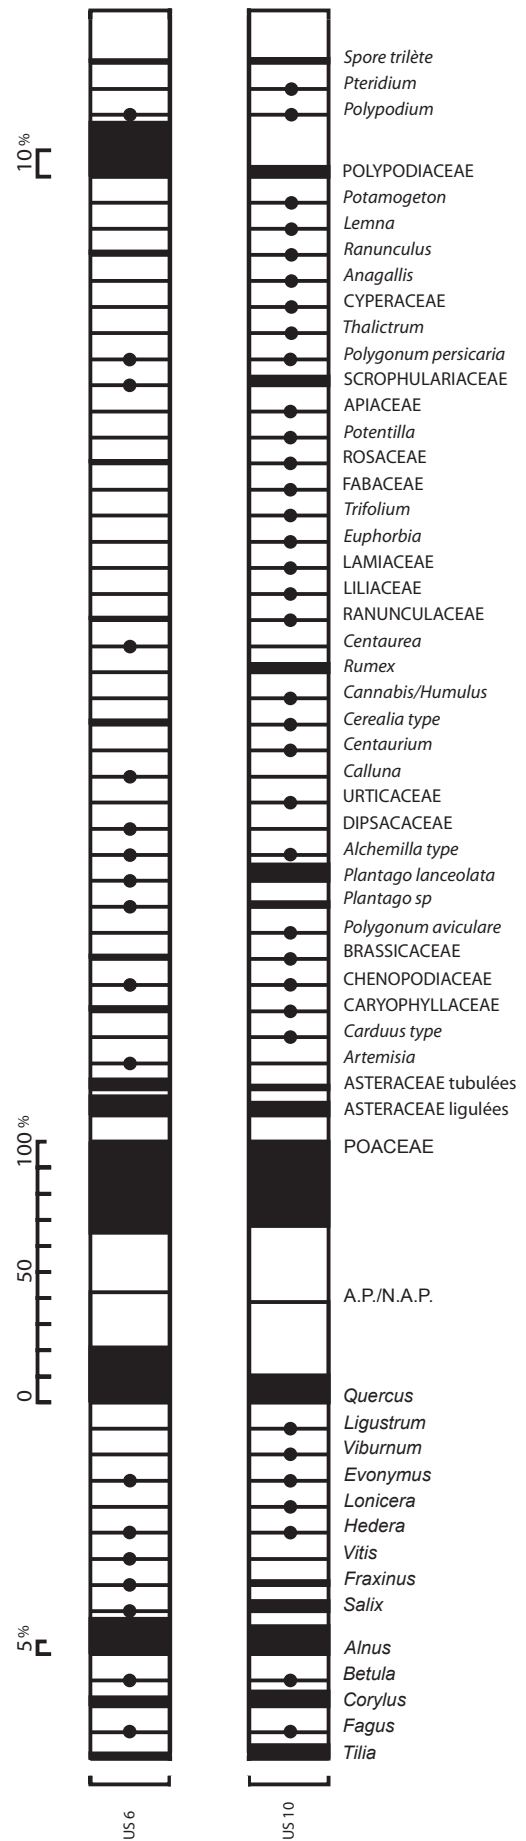 Spore trilète
Pteridium
Polypodium
10 %
POLYPODIACEAE
Potamogeton
Lemna
Ranunculus
Anagallis
CYPERACEAE
Thalictrum
Polygonum persicaria
SCROPHULARIACEAE
APIACEAE
Potentilla
ROSACEAE
FABACEAE
Trifolium
Euphorbia
LAMIACEAE
LILIACEAE
RANUNCULACEAE
Centaurea
Rumex
Cannabis/Humulus
Cerealia type
Centaurium
Calluna
URTICACEAE
DIPSACACEAE
Alchemilla type
Plantago lanceolata
Plantago sp
Polygonum aviculare
BRASSICACEAE
CHENOPODIACEAE
CARYOPHYLLACEAE
Carduus type
Artemisia
ASTERACEAE tubulées
ASTERACEAE ligulées
100 %
POACEAE
50
A.P./N.A.P.
0
Quercus
Ligustrum
Viburnum
Evonymus
Lonicera
Hedera
Vitis
Fraxinus
Salix
5 %
Alnus
Betula
Corylus
Fagus
Tilia
US 6
US 10